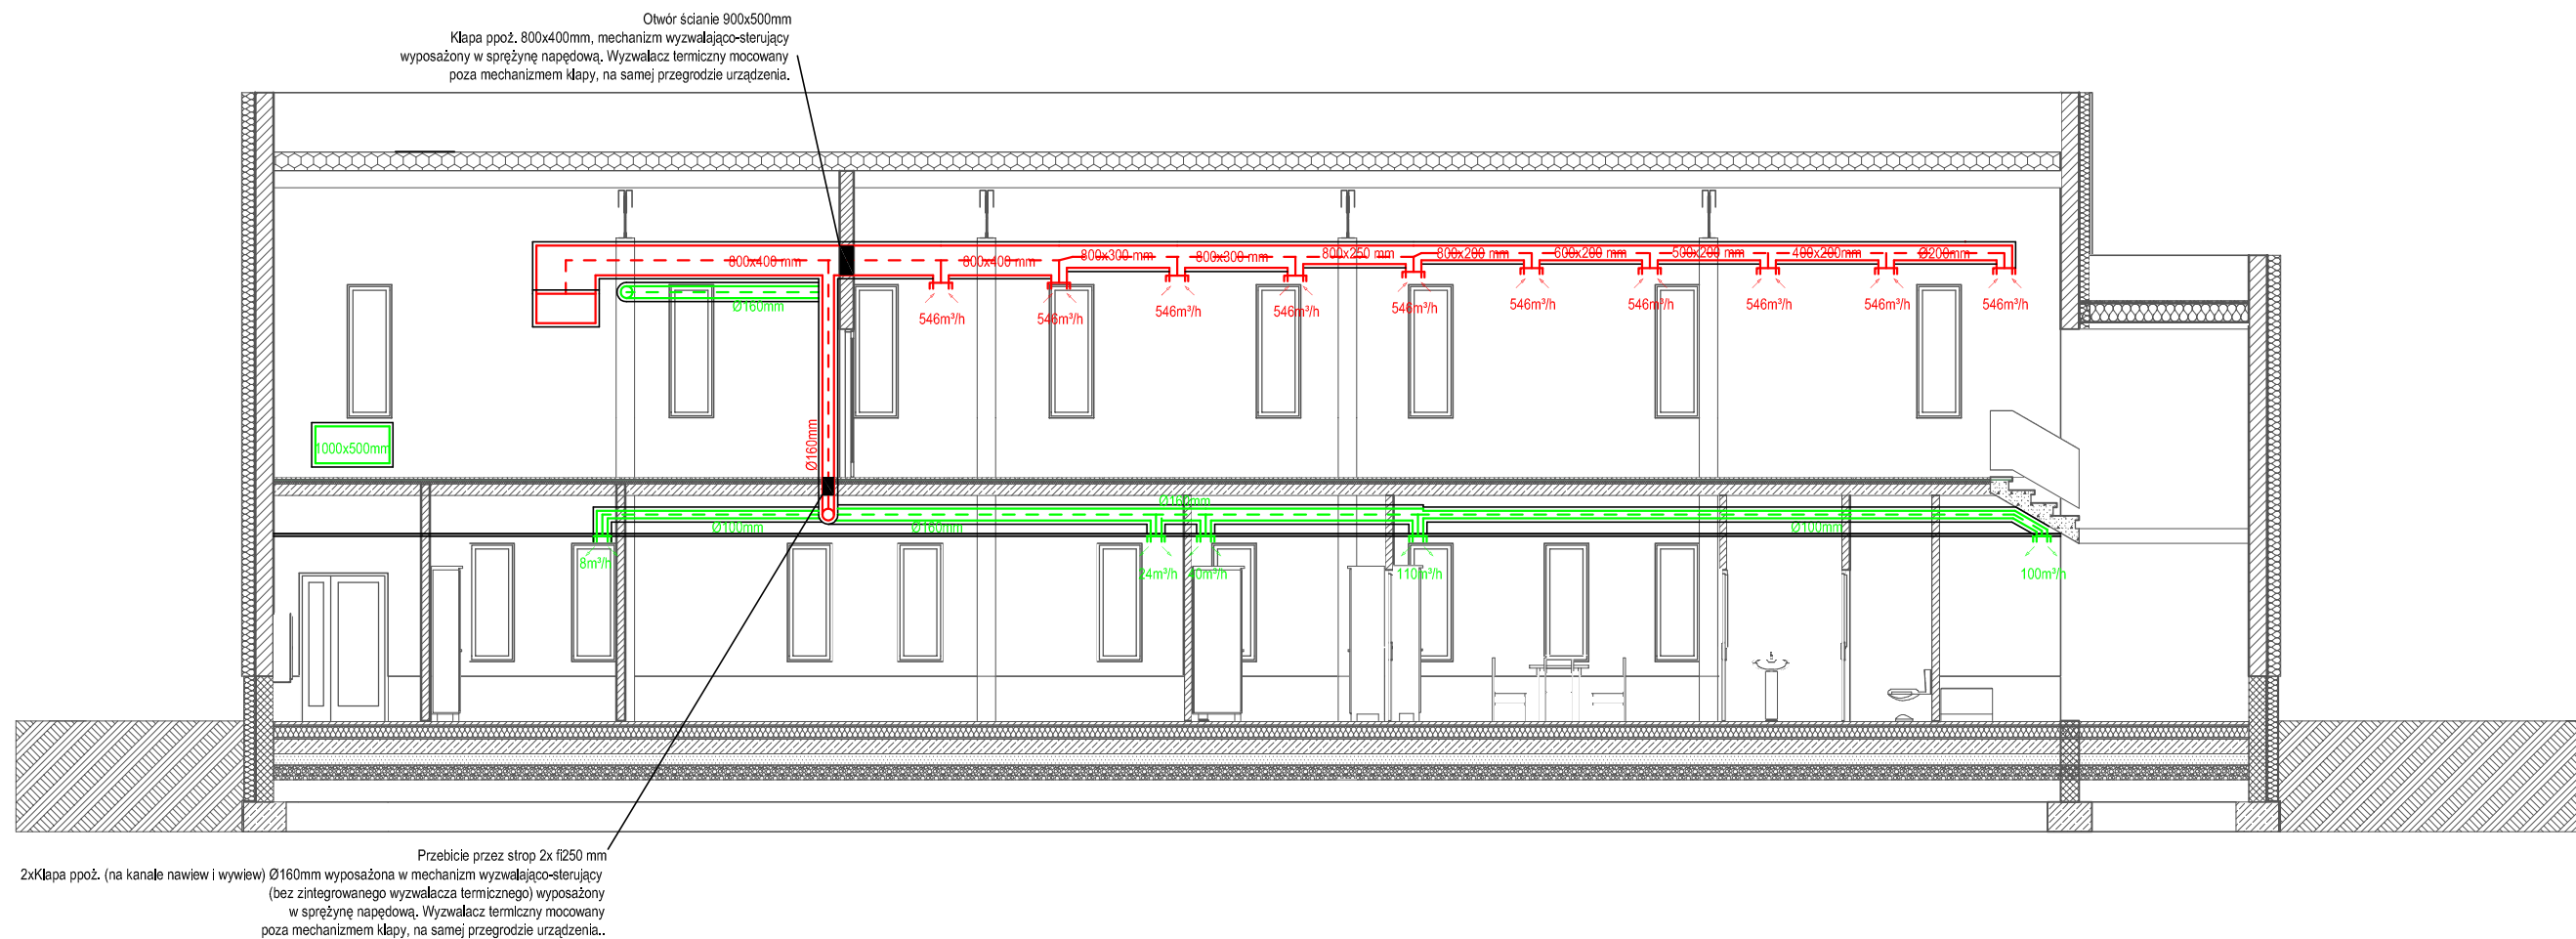 Otwór ścianie 900x500mm
Klapa ppoż. 800x400mm, mechanizm wyzwalająco-sterujący
wyposażony w sprężynę napędową. Wyzwalacz termiczny mocowany
poza mechanizmem klapy, na samej przegrodzie urządzenia.
800x400 mm
800x400 mm
800x300 mm
800x300 mm
800x250 mm
800x200 mm
600x200 mm
500x200 mm
400x200mm
Ø200mm
Ø160mm
546m³/h
546m³/h
546m³/h
546m³/h
546m³/h
546m³/h
546m³/h
546m³/h
546m³/h
546m³/h
1000x500mm
Ø160mm
Ø160mm
Ø100mm
Ø160mm
Ø100mm
8m³/h
24m³/h
40m³/h
110m³/h
100m³/h
Przebicie przez strop 2x fi250 mm
2xKlapa ppoż. (na kanale nawiew i wywiew) Ø160mm wyposażona w mechanizm wyzwalająco-sterujący
(bez zintegrowanego wyzwalacza termicznego) wyposażony
w sprężynę napędową. Wyzwalacz termiczny mocowany
poza mechanizmem klapy, na samej przegrodzie urządzenia..